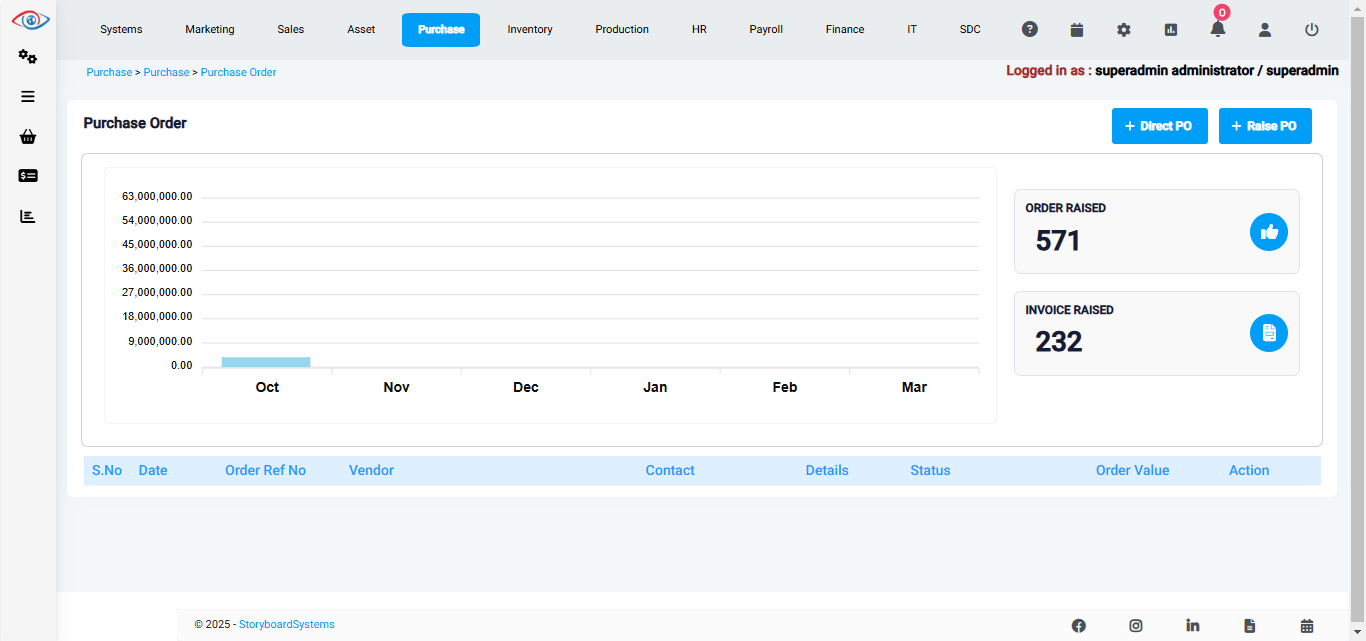 Systems Marketing Sales Asset Purchase Inventory Production HR Payroll Finance IT SDC 0
Purchase > Purchase > Purchase Order
Logged in as : superadmin administrator / superadmin
Purchase Order
+ Direct PO
+ Raise PO
63,000,000.00
54,000,000.00
45,000,000.00
36,000,000.00
27,000,000.00
18,000,000.00
9,000,000.00
0.00
Oct Nov Dec Jan Feb Mar
ORDER RAISED
571
INVOICE RAISED
232
S.No Date Order Ref No Vendor Contact Details Status Order Value Action
© 2025 - StoryboardSystems